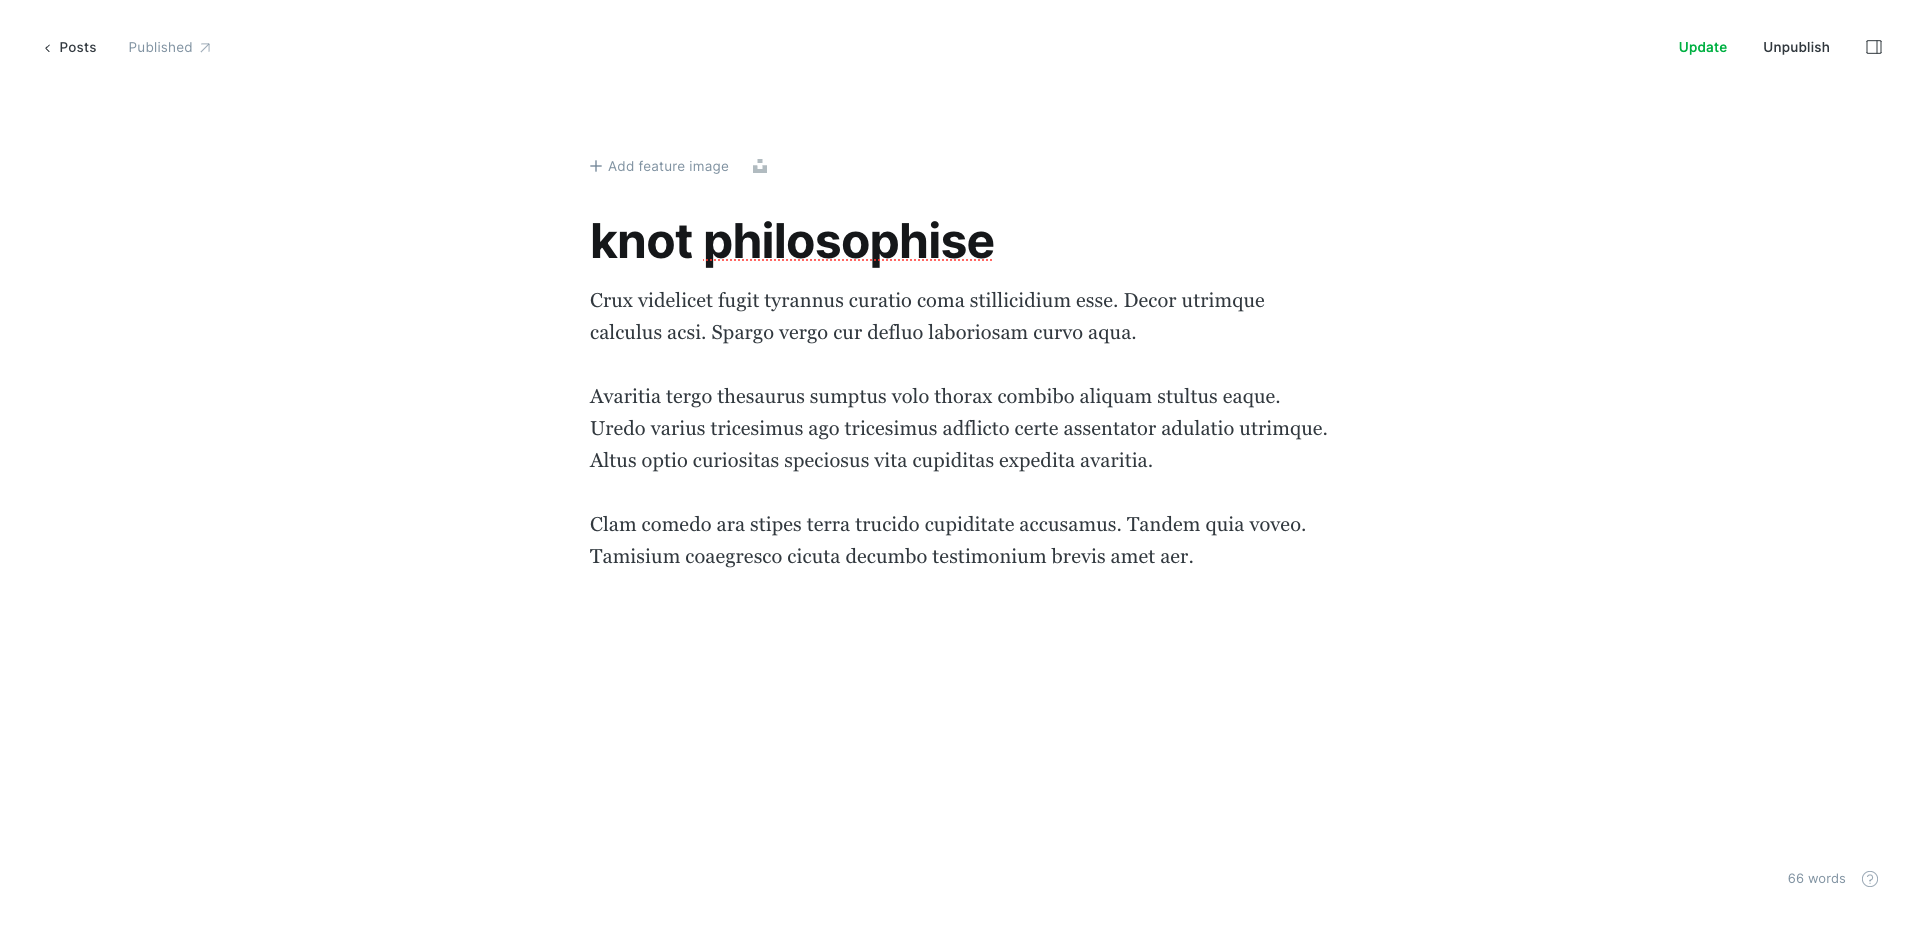 Posts
Published
Update
Unpublish
Add feature image
knot philosophise
Crux videlicet fugit tyrannus curatio coma stillicidium esse. Decor utrimque
calculus acsi. Spargo vergo cur defluo laboriosam curvo aqua.
Avaritia tergo thesaurus sumptus volo thorax combibo aliquam stultus eaque.
Uredo varius tricesimus ago tricesimus adflicto certe assentator adulatio utrimque.
Altus optio curiositas speciosus vita cupiditas expedita avaritia.
Clam comedo ara stipes terra trucido cupiditate accusamus. Tandem quia voveo.
Tamisium coaegresco cicuta decumbo testimonium brevis amet aer.
66 words